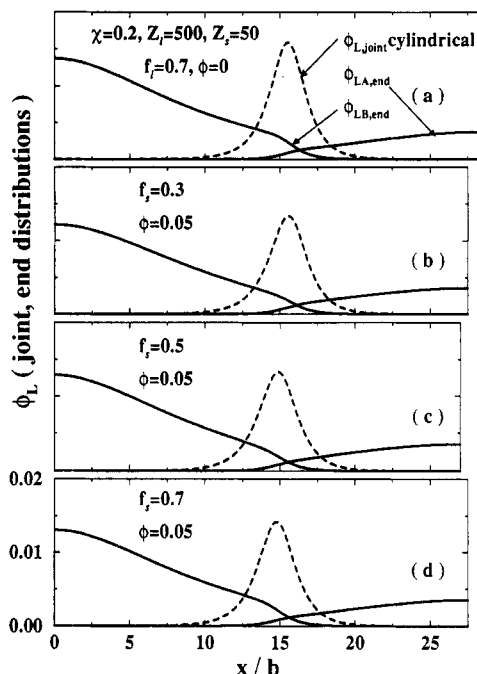 χ=0.2, Z_l=500, Z_s=50
f_l=0.7, ϕ=0
ϕ_L,joint cylindrical
ϕ_LA,end
ϕ_LB,end
( a )
f_s=0.3
ϕ=0.05
( b )
f_s=0.5
ϕ=0.05
( c )
f_s=0.7
ϕ=0.05
( d )
ϕ_L ( joint, end distributions )
0.02
0.01
0.00
0 5 10 15 20 25
x / b